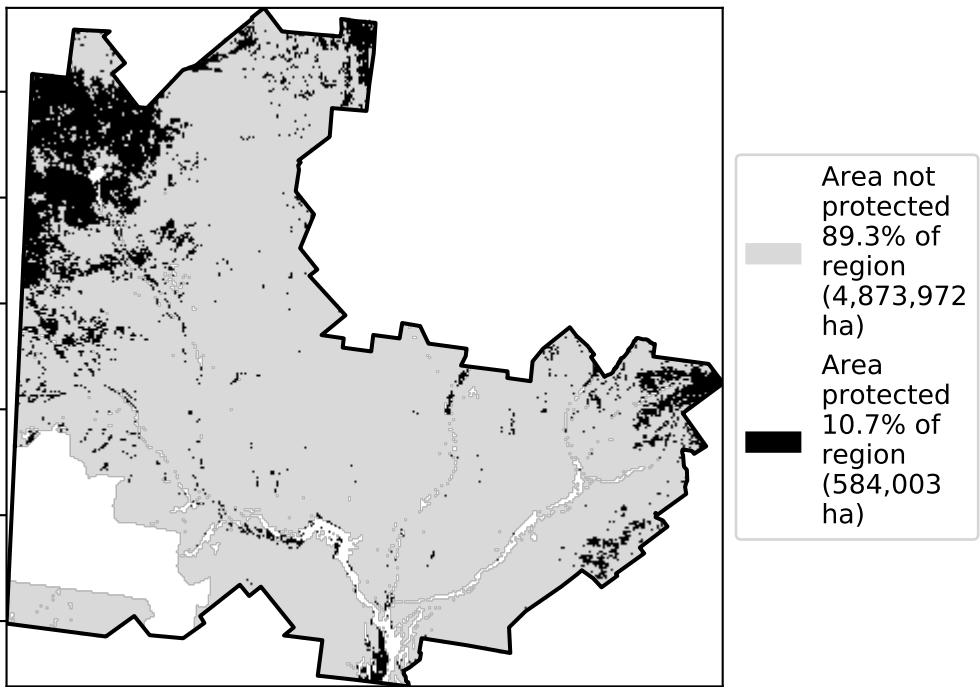 Area not
protected
89.3% of
region
(4,873,972
ha)
Area
protected
10.7% of
region
(584,003
ha)